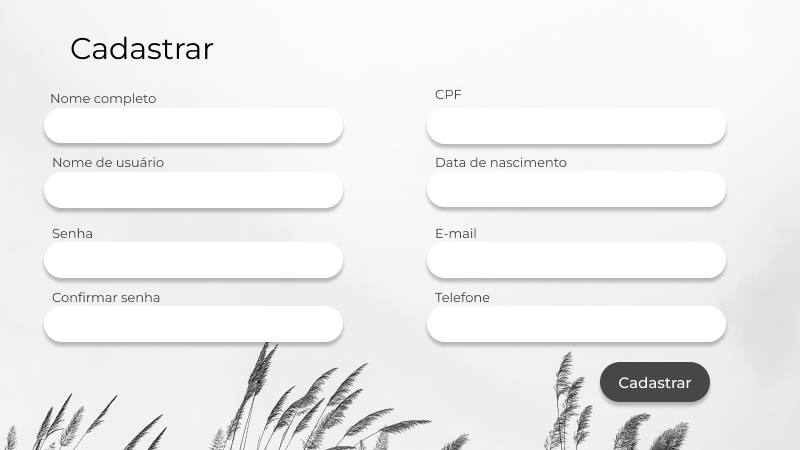 Cadastrar
Nome completo
CPF
Nome de usuário
Data de nascimento
Senha
E-mail
Confirmar senha
Telefone
Cadastrar